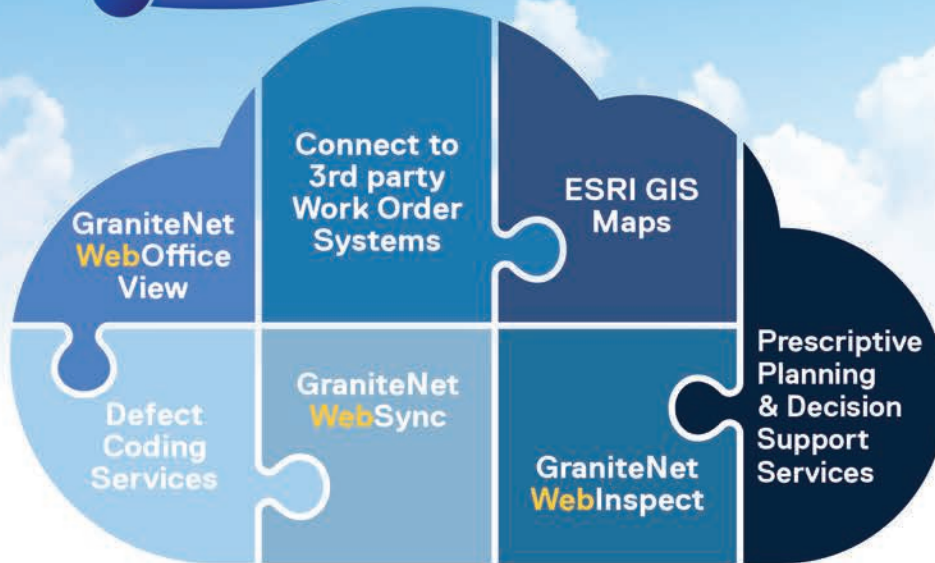 GraniteNet
WebOffice
View
Connect to
3rd party
Work Order
Systems
ESRI GIS
Maps
Defect
Coding
Services
GraniteNet
WebSync
GraniteNet
WebInspect
Prescriptive
Planning
& Decision
Support
Services